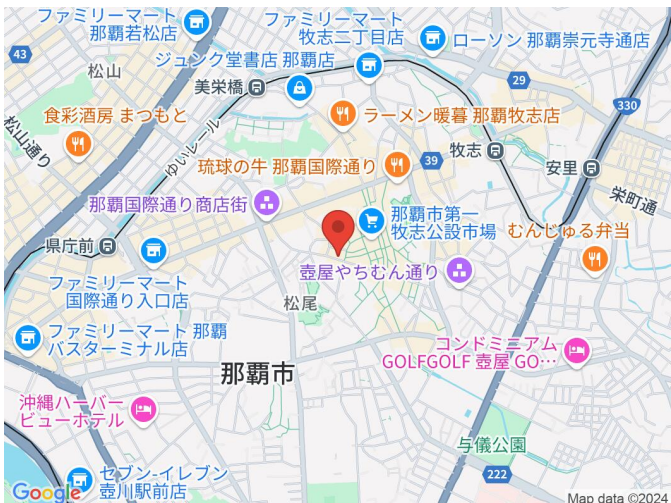 ファミリーマート
那覇若松店
ファミリーマート
牧志二丁目店
ローソン 那覇崇元寺通店
ジュンク堂書店 那覇店
43
松山
美栄橋
29
330
食彩酒房 まつもと
ラーメン暖暮 那覇牧志店
松山通り
ゆいレール
琉球の牛 那覇国際通り
39
牧志
安里
栄町通
那覇国際通り商店街
那覇市第一
牧志公設市場
むんじゅる弁当
県庁前
ファミリーマート
国際通り入口店
壺屋やちむん通り
松尾
ファミリーマート 那覇
バスターミナル店
コンドミニアム
GOLFGOLF 壺屋 GO…
那覇市
沖縄ハーバー
ビューホテル
与儀公園
222
セブン-イレブン
壺川駅前店
Google
Map data ©2024